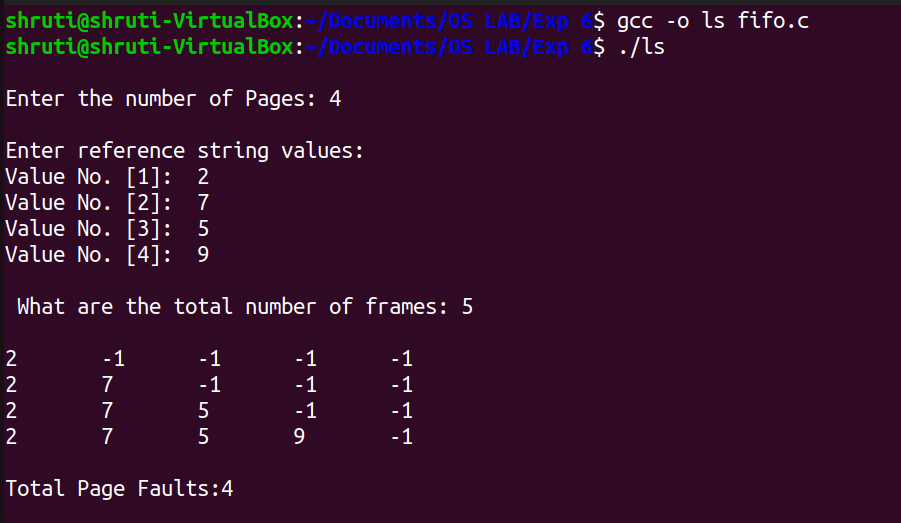 shruti@shruti-VirtualBox:~/Documents/OS LAB/Exp 6$ gcc -o ls fifo.c
shruti@shruti-VirtualBox:~/Documents/OS LAB/Exp 6$ ./ls
Enter the number of Pages: 4
Enter reference string values:
Value No. [1]:  2
Value No. [2]:  7
Value No. [3]:  5
Value No. [4]:  9
 What are the total number of frames: 5
2	-1	-1	-1	-1
2	7	-1	-1	-1
2	7	5	-1	-1
2	7	5	9	-1
Total Page Faults:4